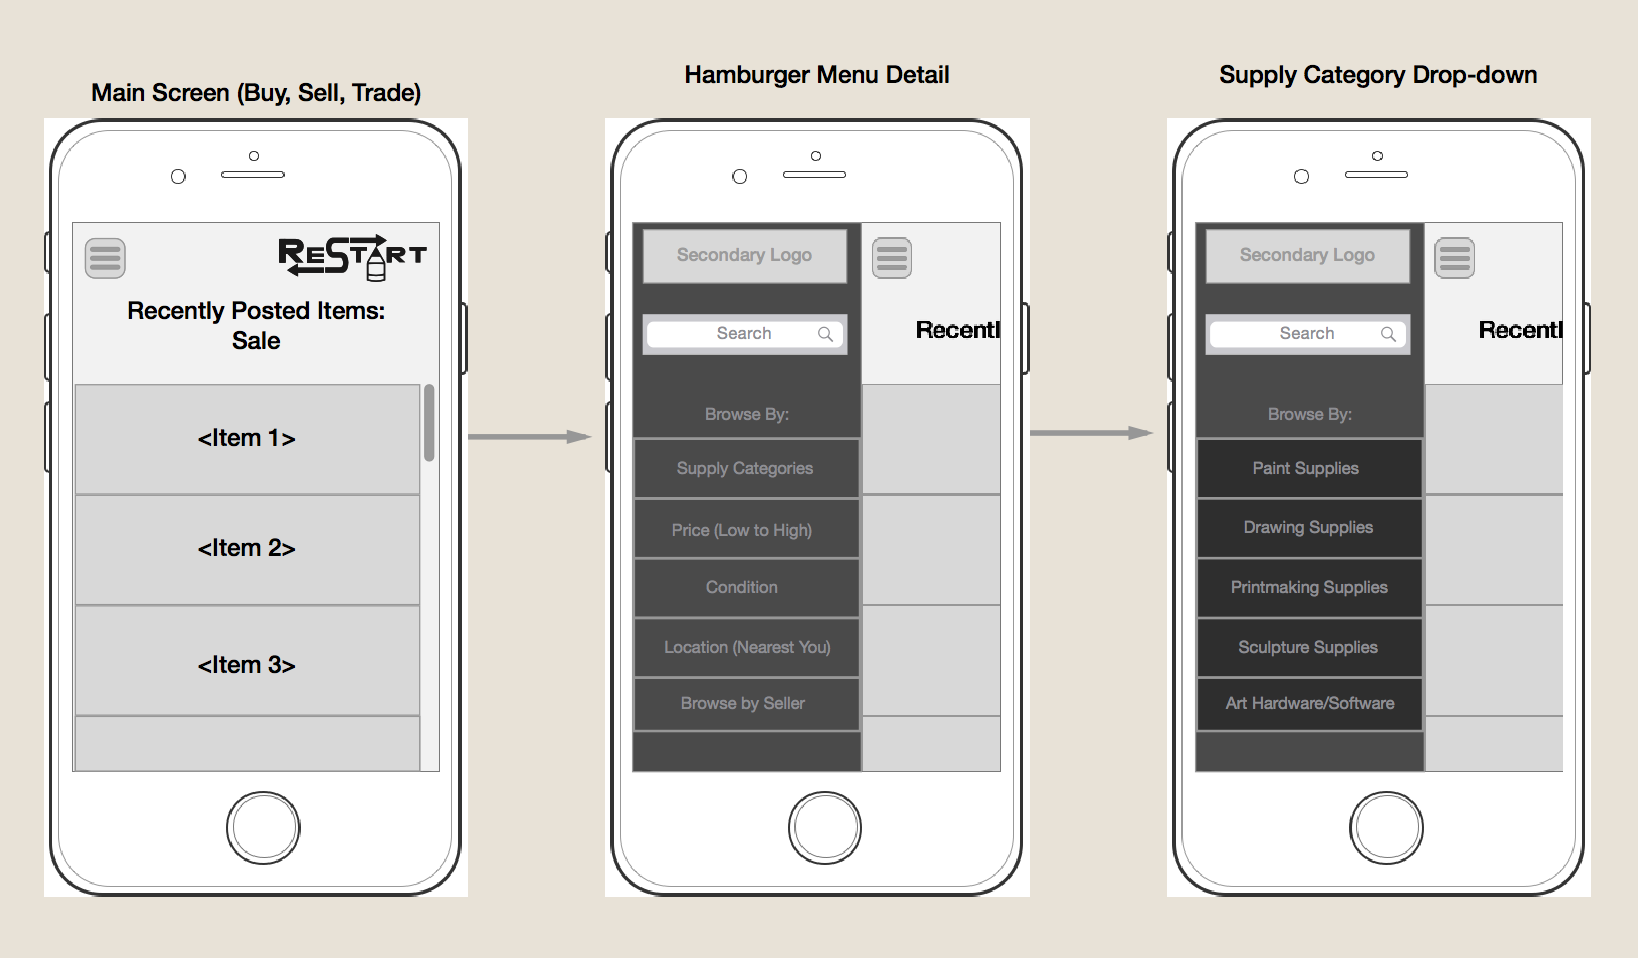 Main Screen (Buy, Sell, Trade)
ReStart
Recently Posted Items:
Sale
<Item 1>
<Item 2>
<Item 3>
Hamburger Menu Detail
Secondary Logo
Search
Recentl
Browse By:
Supply Categories
Price (Low to High)
Condition
Location (Nearest You)
Browse by Seller
Supply Category Drop-down
Secondary Logo
Search
Recentl
Browse By:
Paint Supplies
Drawing Supplies
Printmaking Supplies
Sculpture Supplies
Art Hardware/Software